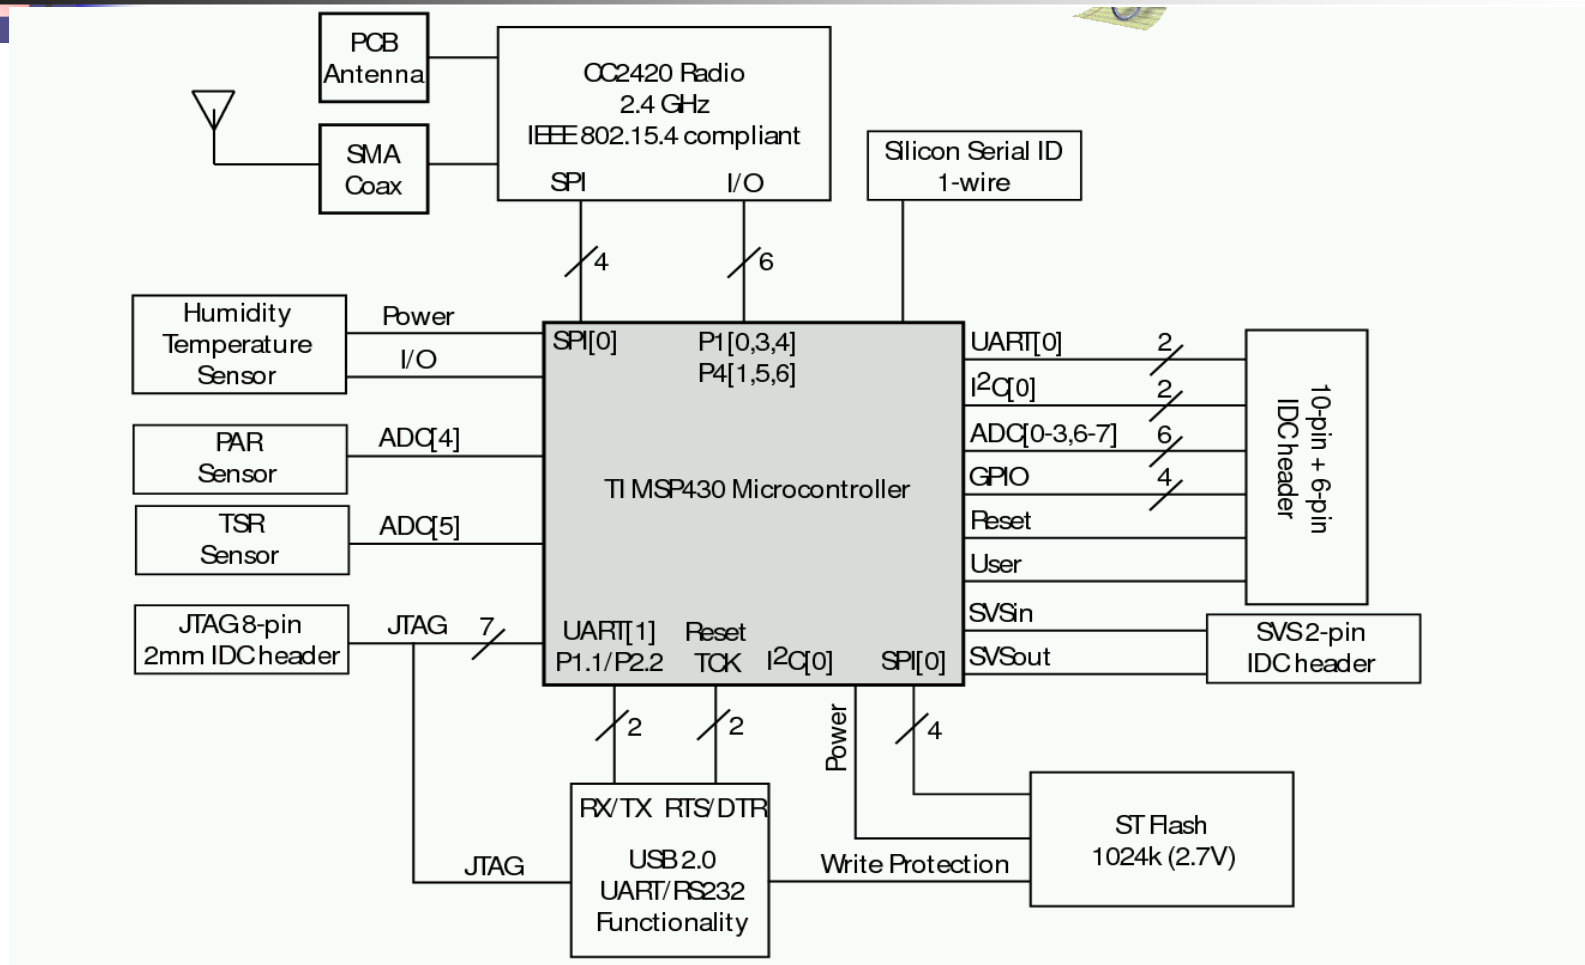 PCB
Antenna
CC2420 Radio
2.4 GHz
IEEE 802.15.4 compliant
SPI
I/O
SMA
Coax
Silicon Serial ID
1-wire
4
6
Humidity
Temperature
Sensor
Power
I/O
PAR
Sensor
ADC[4]
TSR
Sensor
ADC[5]
JTAG 8-pin
2mm IDC header
JTAG
7
SPI[0]
P1[0,3,4]
P4[1,5,6]
TI MSP430 Microcontroller
UART[1]
P1.1/P2.2
Reset
TCK
I²C[0]
SPI[0]
UART[0]
2
I²C[0]
2
ADC[0-3,6-7]
6
GPIO
4
Reset
User
10-pin + 6-pin
IDC header
SVSin
SVSout
SVS 2-pin
IDC header
2
2
Power
4
RX/TX RTS/DTR
USB 2.0
UART/RS232
Functionality
JTAG
Write Protection
ST Flash
1024k (2.7V)